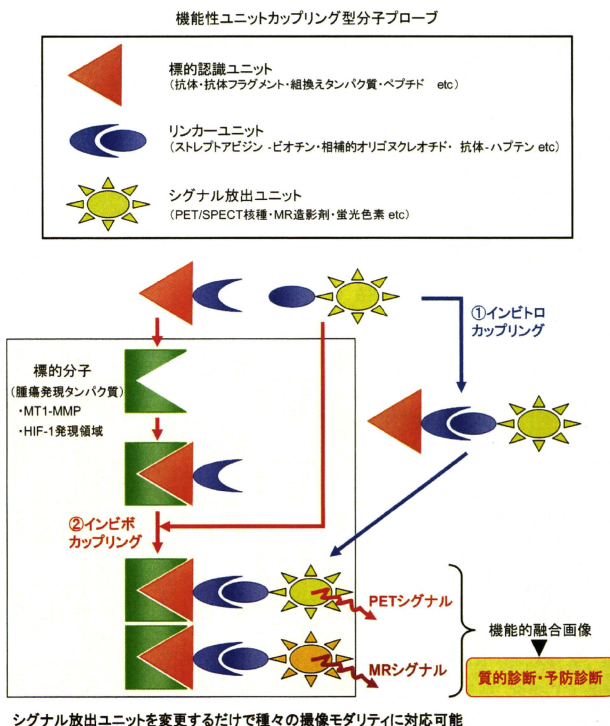 機能性ユニットカップリング型分子プローブ
標的認識ユニット
（抗体・抗体フラグメント・組換えタンパク質・ペプチド　etc）
リンカーユニット
（ストレプトアビジン -ビオチン・相補的オリゴヌクレオチド・ 抗体-ハプテン etc）
シグナル放出ユニット
（PET/SPECT核種・MR造影剤・蛍光色素 etc）
①インビトロ
カップリング
標的分子
（腫瘍発現タンパク質）
・MT1-MMP
・HIF-1発現領域
②インビボ
カップリング
PETシグナル
MRシグナル
機能的融合画像
質的診断・予防診断
シグナル放出ユニットを変更するだけで種々の撮像モダリティに対応可能